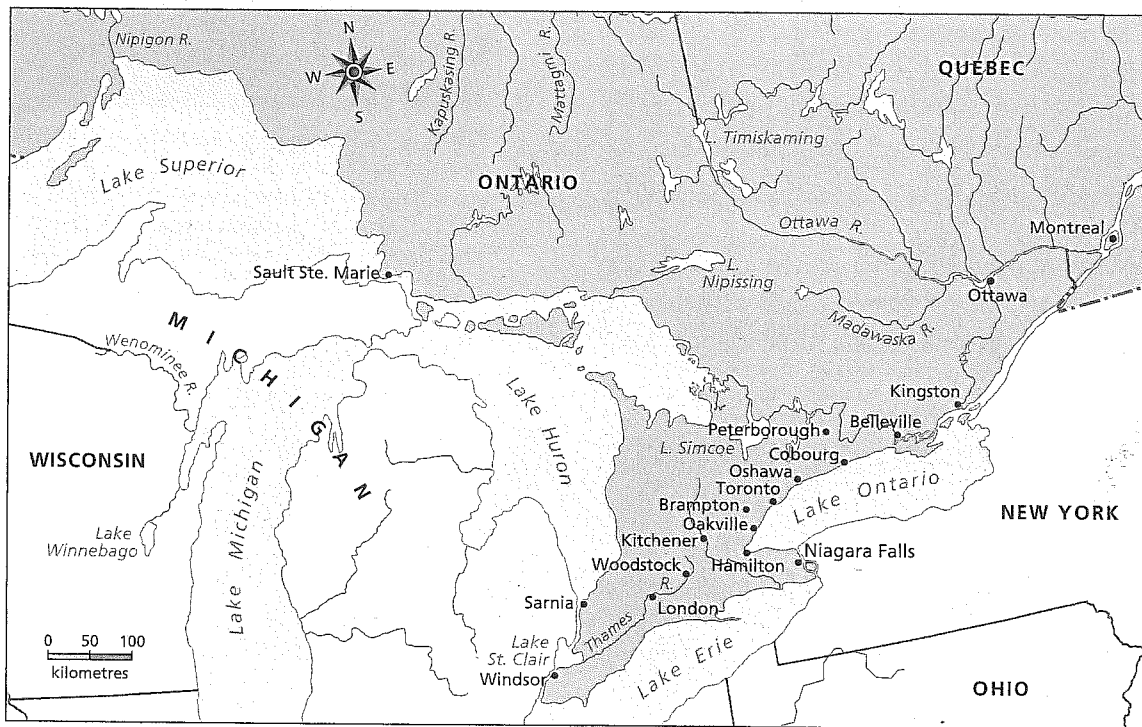 Nipigon R.
N
W E
S
Kapuskasing R.
Mattagmi R.
QUEBEC
L. Timiskaming
Lake Superior
ONTARIO
Ottawa R.
Montreal
Sault Ste. Marie
L.
Nipissing
Ottawa
Madawaska R.
MICHIGAN
Wenominee R.
Lake Huron
Kingston
Peterborough
Belleville
L. Simcoe
Cobourg
WISCONSIN
Oshawa
Toronto
Lake Ontario
Brampton
NEW YORK
Oakville
Lake
Winnebago
Lake Michigan
Kitchener
Hamilton
Niagara Falls
Woodstock
Sarnia
London
Thames R.
0 50 100
kilometres
Lake
St. Clair
Windsor
Lake Erie
OHIO